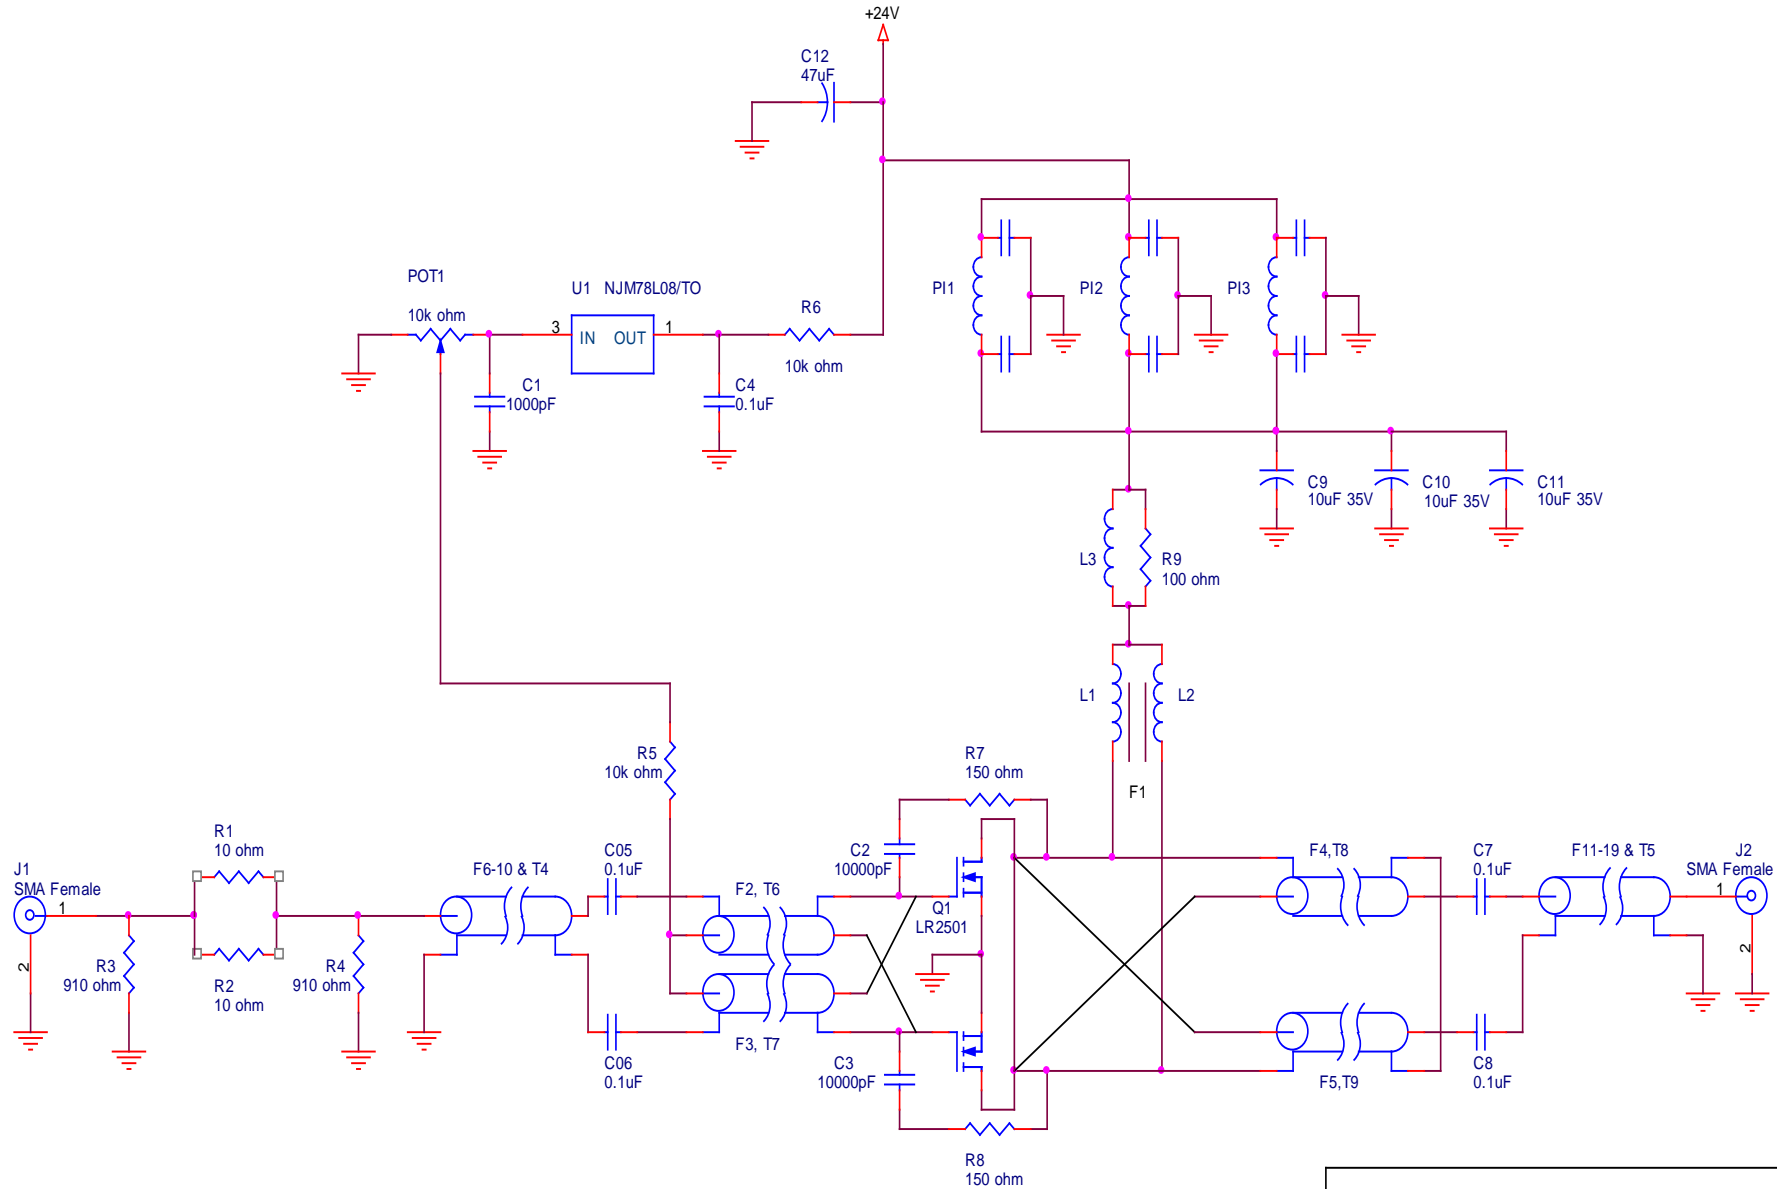 +24V
C12
47uF
POT1
10k ohm
U1 NJM78L08/TO
3
IN OUT
1
R6
10k ohm
C1
1000pF
C4
0.1uF
PI1
PI2
PI3
C9
10uF 35V
C10
10uF 35V
C11
10uF 35V
L3
R9
100 ohm
L1
L2
F1
R5
10k ohm
R7
150 ohm
J1
SMA Female
1
2
R1
10 ohm
R2
10 ohm
R3
910 ohm
R4
910 ohm
F6-10 & T4
C05
0.1uF
C06
0.1uF
F2, T6
F3, T7
C2
10000pF
C3
10000pF
Q1
LR2501
R8
150 ohm
F4,T8
F5,T9
C7
0.1uF
C8
0.1uF
F11-19 & T5
J2
SMA Female
1
2